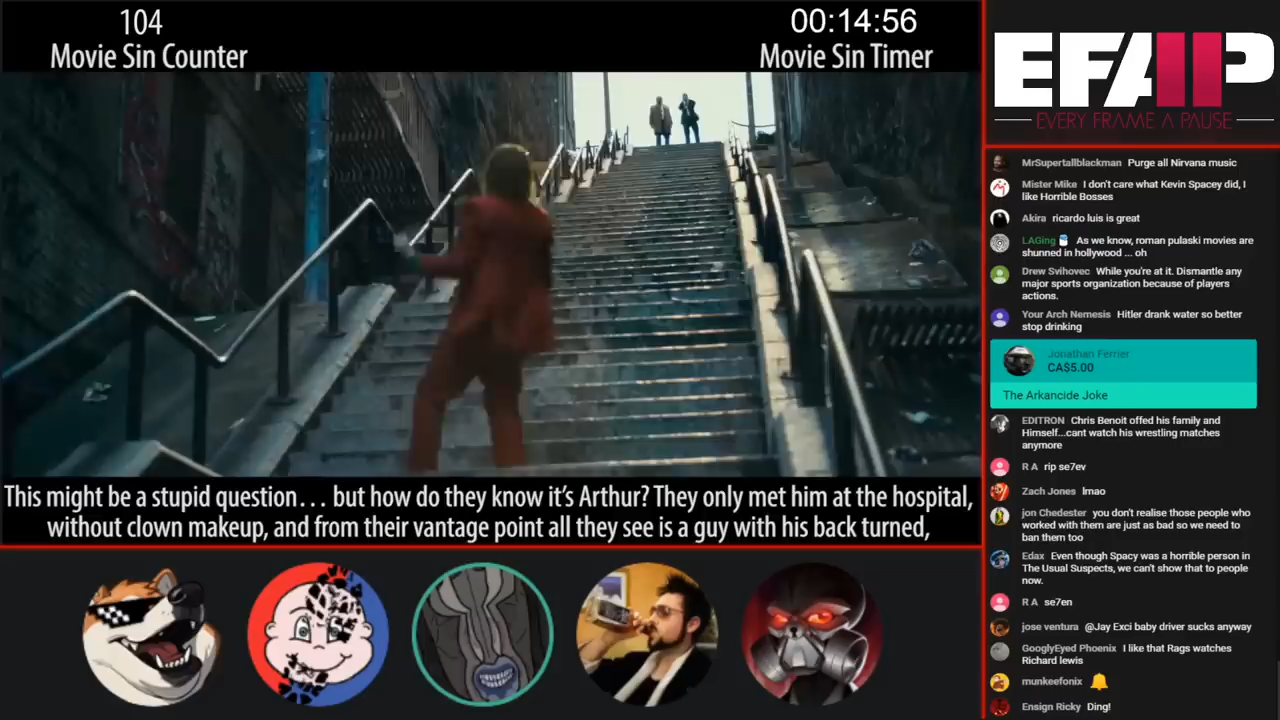 104
Movie Sin Counter
00:14:56
Movie Sin Timer
This might be a stupid question… but how do they know it's Arthur? They only met him at the hospital,
without clown makeup, and from their vantage point all they see is a guy with his back turned,
EFAP
EVERY FRAME A PAUSE
MrSupertallblackman Purge all Nirvana music
Mister Mike I don't care what Kevin Spacey did, I
like Horrible Bosses
Akira ricardo luis is great
LAGing As we know, roman pulaski movies are
shunned in hollywood ... oh
Drew Svihovec While you're at it. Dismantle any
major sports organization because of players
actions.
Your Arch Nemesis Hitler drank water so better
stop drinking
Jonathan Ferrier
CA$5.00
The Arkancide Joke
EDITRON Chris Benoit offed his family and
Himself...cant watch his wrestling matches
anymore
R A rip se7ev
Zach Jones lmao
jon Chedester you don't realise those people who
worked with them are just as bad so we need to
ban them too
Edax Even though Spacy was a horrible person in
The Usual Suspects, we can't show that to people
now.
R A se7en
jose ventura @Jay Exci baby driver sucks anyway
GooglyEyed Phoenix I like that Rags watches
Richard lewis
munkeefonix
Ensign Ricky Ding!